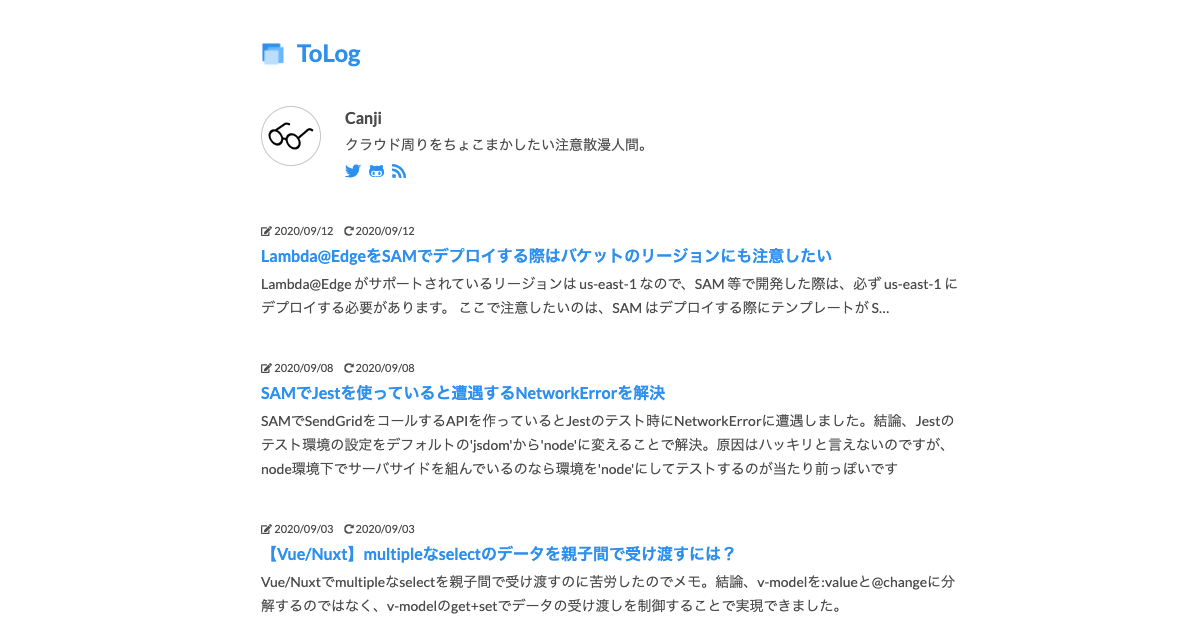 ToLog
Canji
クラウド周りをちょこまかしたい注意散漫人間。
2020/09/12 2020/09/12
Lambda@EdgeをSAMでデプロイする際はバケットのリージョンにも注意したい
Lambda@Edge がサポートされているリージョンは us-east-1 なので、SAM 等で開発した際は、必ず us-east-1 に
デプロイする必要があります。 ここで注意したいのは、SAM はデプロイする際にテンプレートが S...
2020/09/08 2020/09/08
SAMでJestを使っていると遭遇するNetworkErrorを解決
SAMでSendGridをコールするAPIを作っているとJestのテスト時にNetworkErrorに遭遇しました。結論、Jestの
テスト環境の設定をデフォルトの'jsdom'から'node'に変えることで解決。原因はハッキリと言えないのですが、
node環境下でサーバサイドを組んでいるのなら環境を'node'にしてテストするのが当たり前っぽいです
2020/09/03 2020/09/03
【Vue/Nuxt】multipleなselectのデータを親子間で受け渡すには？
Vue/Nuxtでmultipleなselectを親子間で受け渡すのに苦労したのでメモ。結論、v-modelを:valueと@changeに分
解するのではなく、v-modelのget+setでデータの受け渡しを制御することで実現できました。